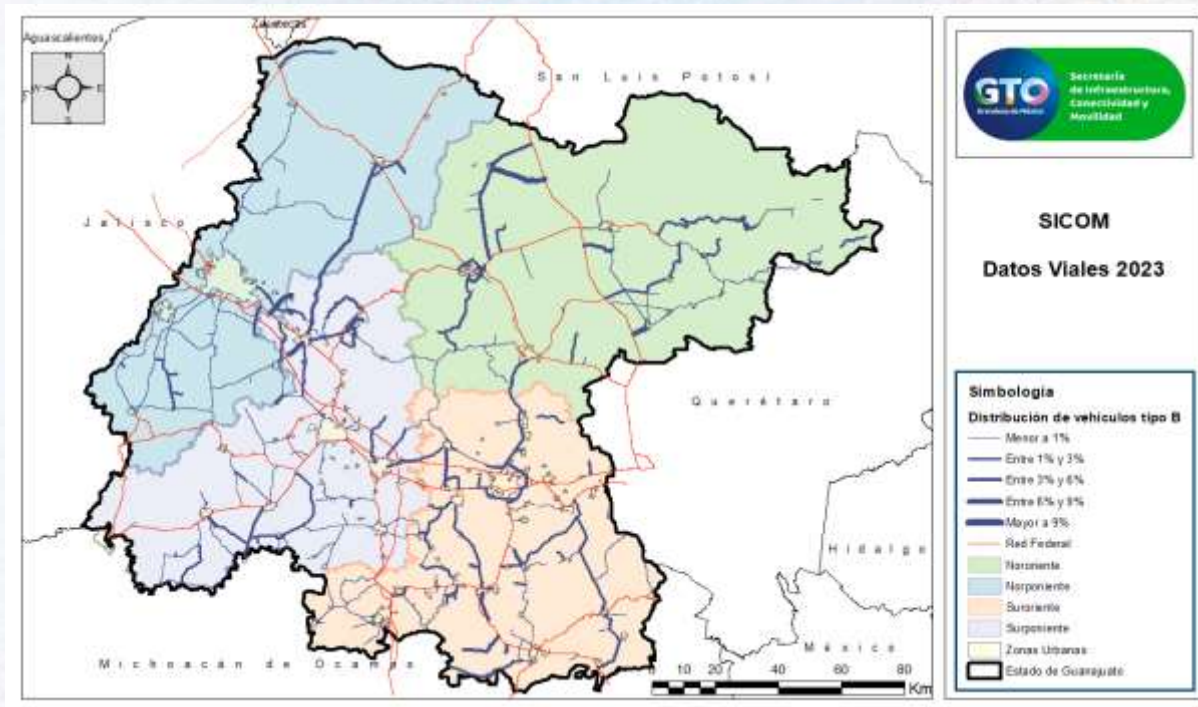 Zacatecas
Aguascalientes
N
W
E
S
San Luis Potosí
Jalisco
Querétaro
Hidalgo
México
Michoacán de Ocampo
0 10 20 40 60 80
Km
GTO
Secretaría
de Infraestructura,
Conectividad y
Movilidad
SICOM
Datos Viales 2023
Simbología
Distribución de vehículos tipo B
Menor a 1%
Entre 1% y 3%
Entre 3% y 6%
Entre 6% y 9%
Mayor a 9%
Red Federal
Nororiente
Norponiente
Suroriente
Surponiente
Zonas Urbanas
Estado de Guanajuato